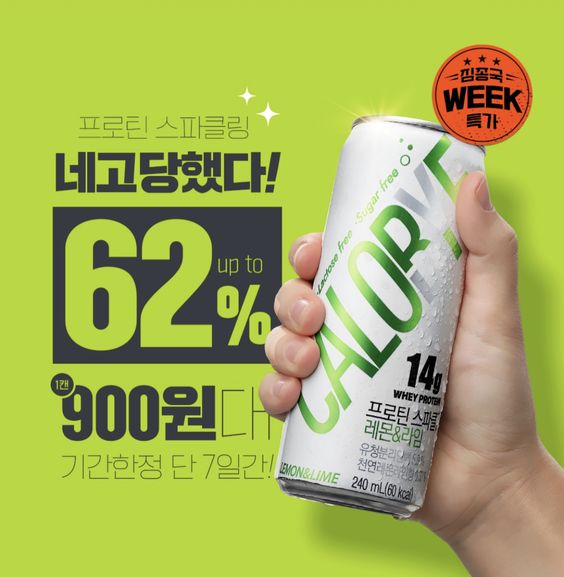 프로틴 스파클링
네고당했다!
62 up to %
1캔 900원대
기간한정 단 7일간!
★★★
김종국
WEEK
특가
Lactose free · Sugar free
CALOR
14g
WHEY PROTEIN
프로틴 스파클
레몬&라임
LEMON&LIME
240 mL(60 kcal)